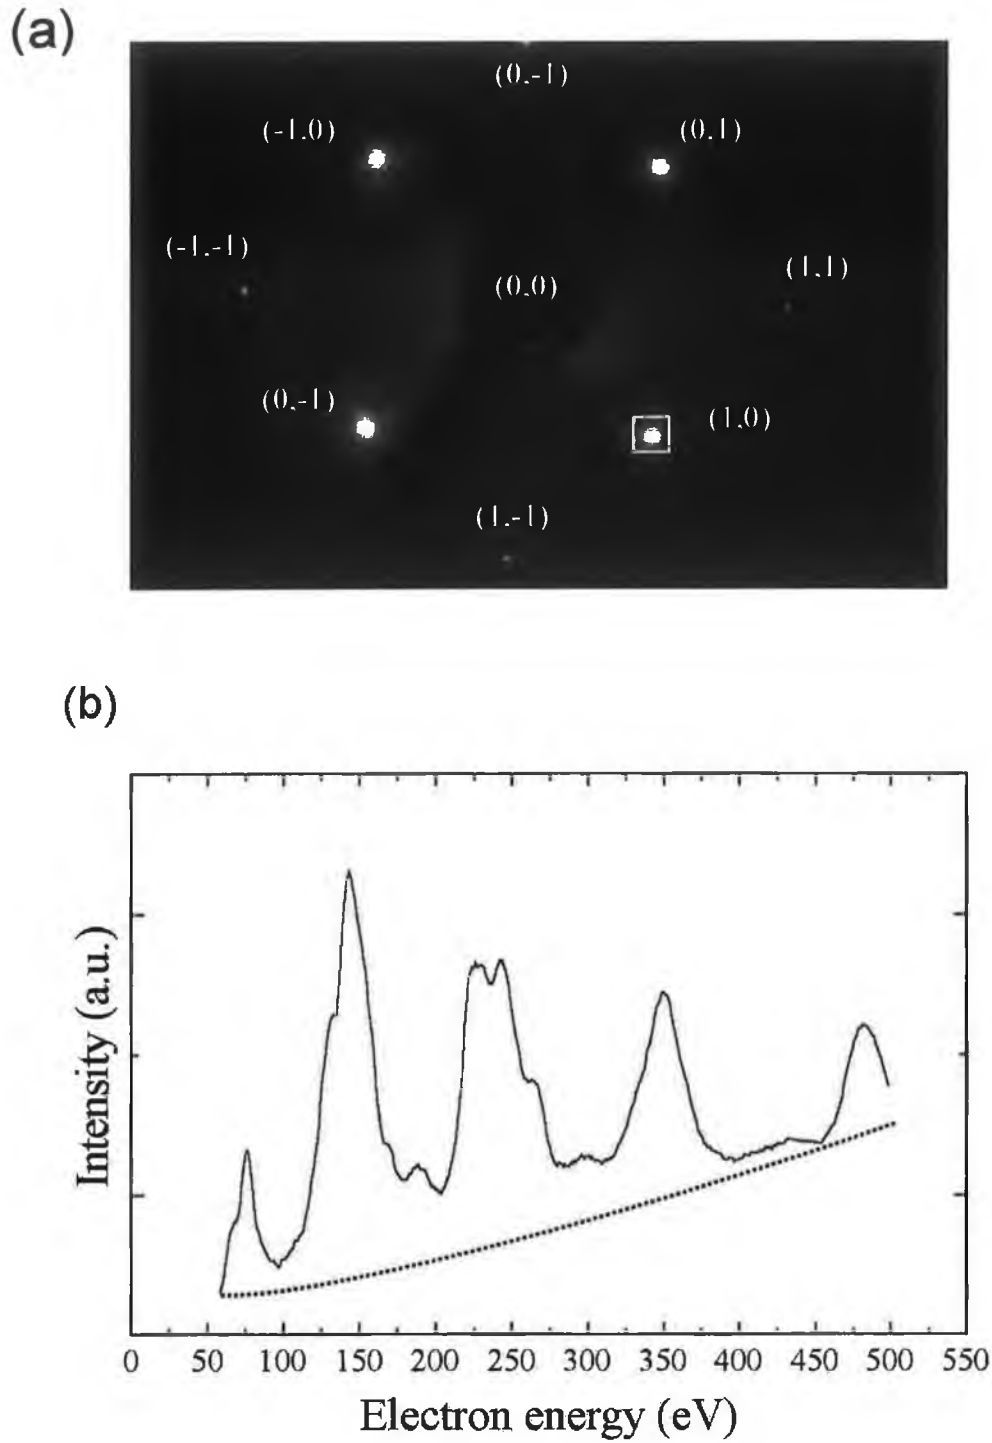 (a)
(0,-1)
(-1,0)
(0,1)
(-1,-1)
(0,0)
(1,1)
(0,-1)
(1,0)
(1,-1)
(b)
Intensity (a.u.)
0 50 100 150 200 250 300 350 400 450 500 550
Electron energy (eV)